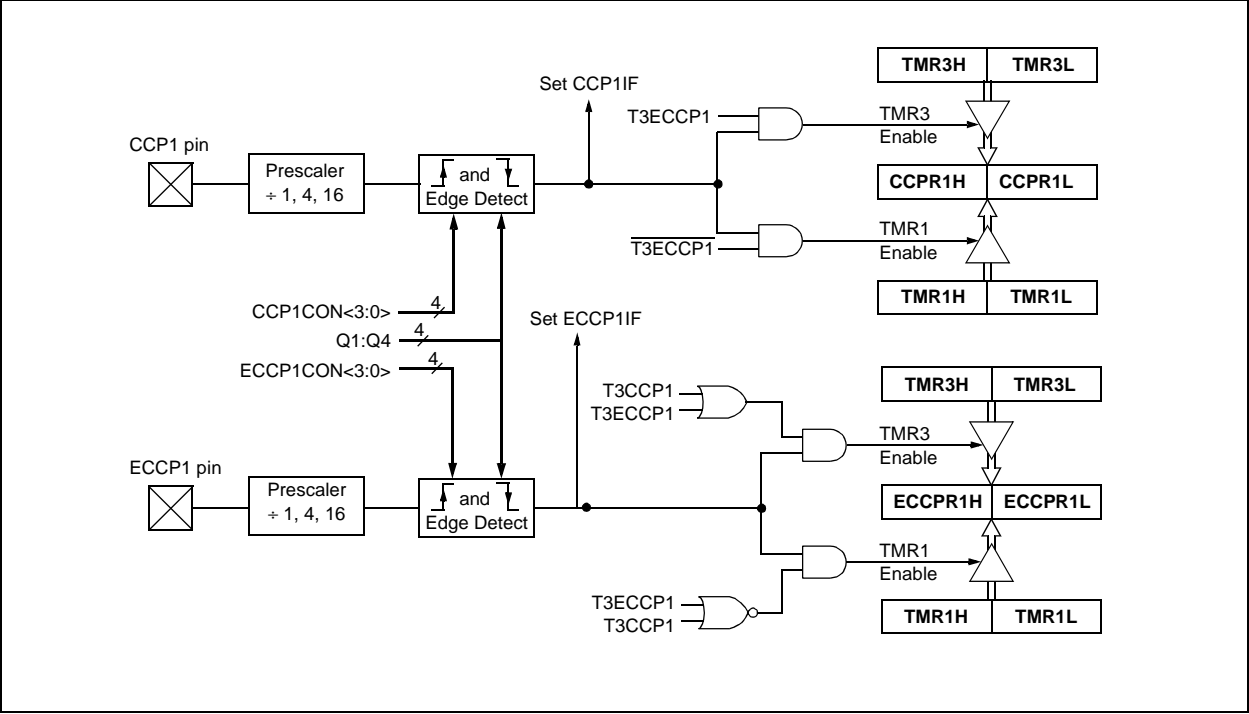 TMR3H TMR3L
Set CCP1IF
T3ECCP1
TMR3
Enable
CCP1 pin
Prescaler
÷ 1, 4, 16
and
Edge Detect
CCPR1H CCPR1L
T3ECCP1
TMR1
Enable
TMR1H TMR1L
CCP1CON<3:0> 4
Q1:Q4 4
ECCP1CON<3:0> 4
Set ECCP1IF
TMR3H TMR3L
T3CCP1
T3ECCP1
TMR3
Enable
ECCP1 pin
Prescaler
÷ 1, 4, 16
and
Edge Detect
ECCPR1H ECCPR1L
TMR1
Enable
T3ECCP1
T3CCP1
TMR1H TMR1L